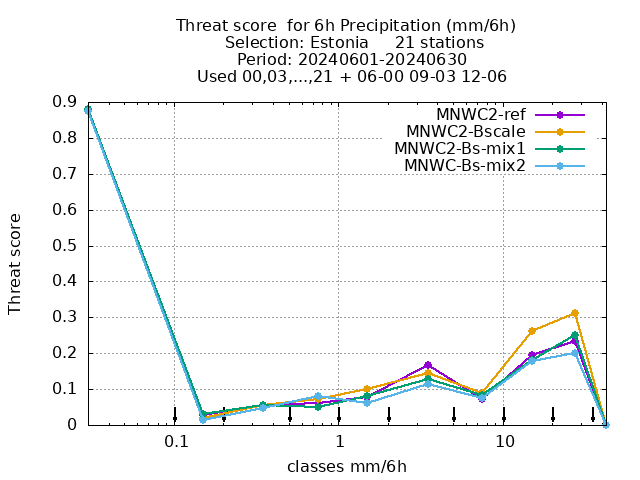 Threat score  for 6h Precipitation (mm/6h)
Selection: Estonia     21 stations
Period: 20240601-20240630
Used 00,03,...,21 + 06-00 09-03 12-06
MNWC2-ref
MNWC2-Bscale
MNWC2-Bs-mix1
MNWC-Bs-mix2
Threat score
0.9
0.8
0.7
0.6
0.5
0.4
0.3
0.2
0.1
0
0.1
1
10
classes mm/6h